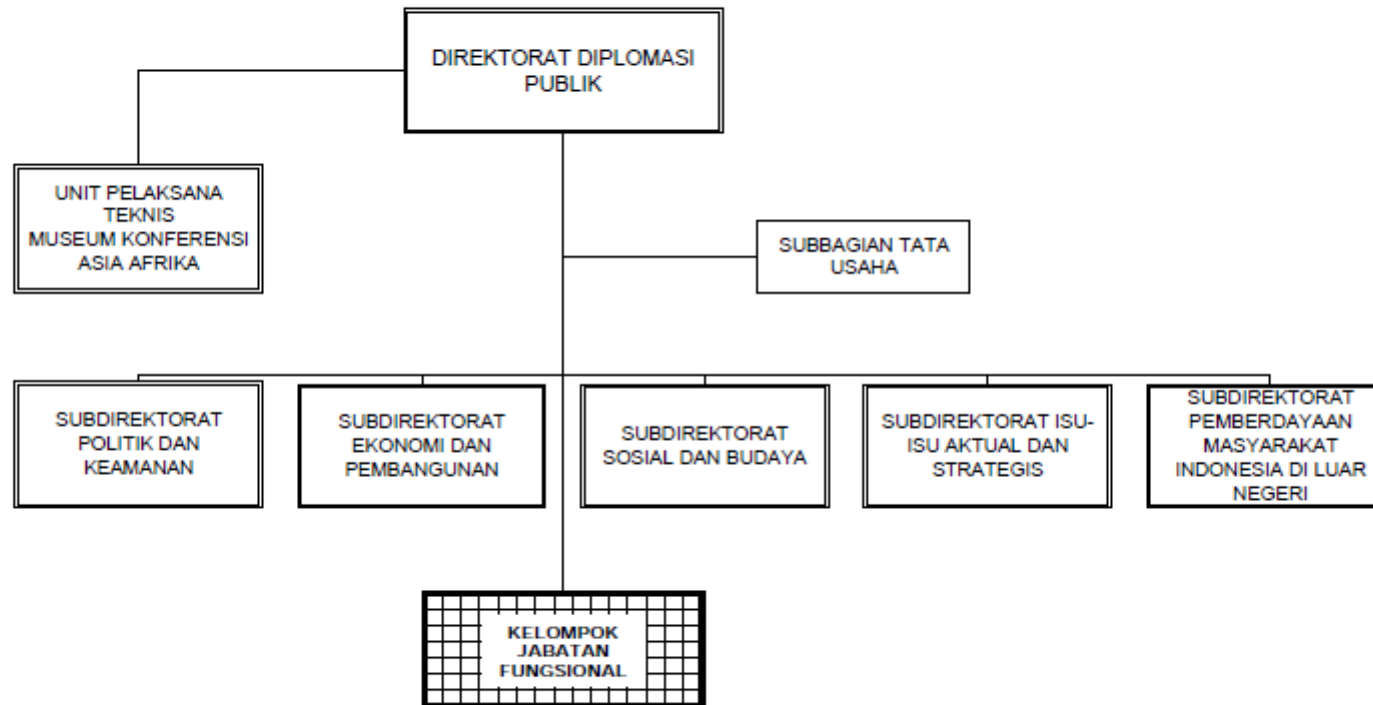 DIREKTORAT DIPLOMASI
PUBLIK
UNIT PELAKSANA
TEKNIS
MUSEUM KONFERENSI
ASIA AFRIKA
SUBBAGIAN TATA
USAHA
SUBDIREKTORAT
POLITIK DAN
KEAMANAN
SUBDIREKTORAT
EKONOMI DAN
PEMBANGUNAN
SUBDIREKTORAT
SOSIAL DAN BUDAYA
SUBDIREKTORAT ISU-
ISU AKTUAL DAN
STRATEGIS
SUBDIREKTORAT
PEMBERDAYAAN
MASYARAKAT
INDONESIA DI LUAR
NEGERI
KELOMPOK
JABATAN
FUNGSIONAL